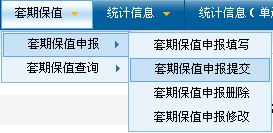 套期保值 统计信息 统计信息（单
套期保值申报 套期保值申报填写
套期保值申报提交
套期保值查询 套期保值申报删除
套期保值申报修改